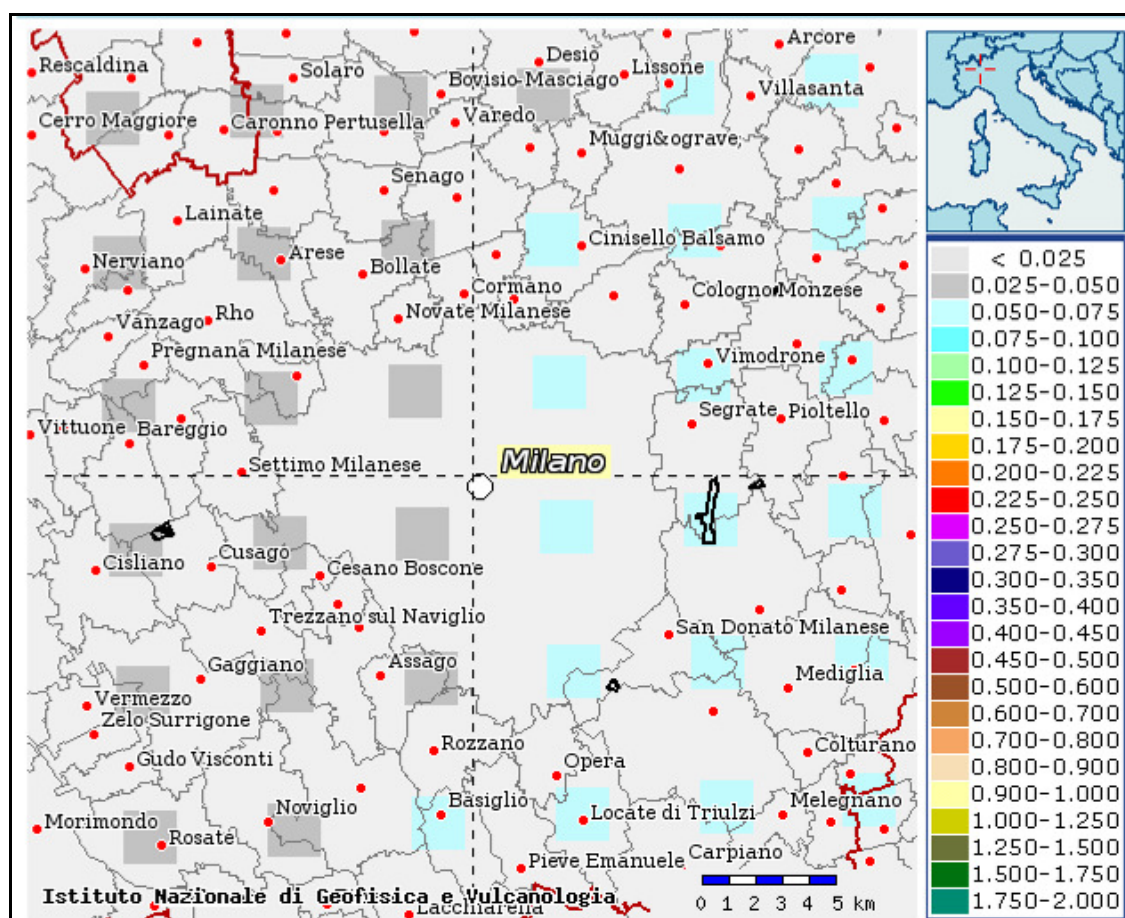 Arcore
Desio
Rescaldina
Solaro
Lissone
Bovisio-Masciago
Villasanta
Cerro Maggiore
Caronno Pertusella
Varedo
Muggi&ograve;
Senago
Lainate
Cinisello Balsamo
Arese
Nerviano
Bollate
Cormano
Cologno Monzese
Rho
Novate Milanese
Vanzago
Pregnana Milanese
Vimodrone
Segrate
Pioltello
Vittuone
Bareggio
Settimo Milanese
Milano
Cusago
Cisliano
Cesano Boscone
Trezzano sul Naviglio
San Donato Milanese
Gaggiano
Assago
Mediglia
Vermezzo
Zelo Surrigone
Rozzano
Colturano
Gudo Visconti
Opera
Noviglio
Basiglio
Locate di Triulzi
Melegnano
Morimondo
Rosate
Carpiano
Pieve Emanuele
Istituto Nazionale di Geofisica e Vulcanologia
Lacchiarella
0 1 2 3 4 5 km
< 0.025
0.025-0.050
0.050-0.075
0.075-0.100
0.100-0.125
0.125-0.150
0.150-0.175
0.175-0.200
0.200-0.225
0.225-0.250
0.250-0.275
0.275-0.300
0.300-0.350
0.350-0.400
0.400-0.450
0.450-0.500
0.500-0.600
0.600-0.700
0.700-0.800
0.800-0.900
0.900-1.000
1.000-1.250
1.250-1.500
1.500-1.750
1.750-2.000